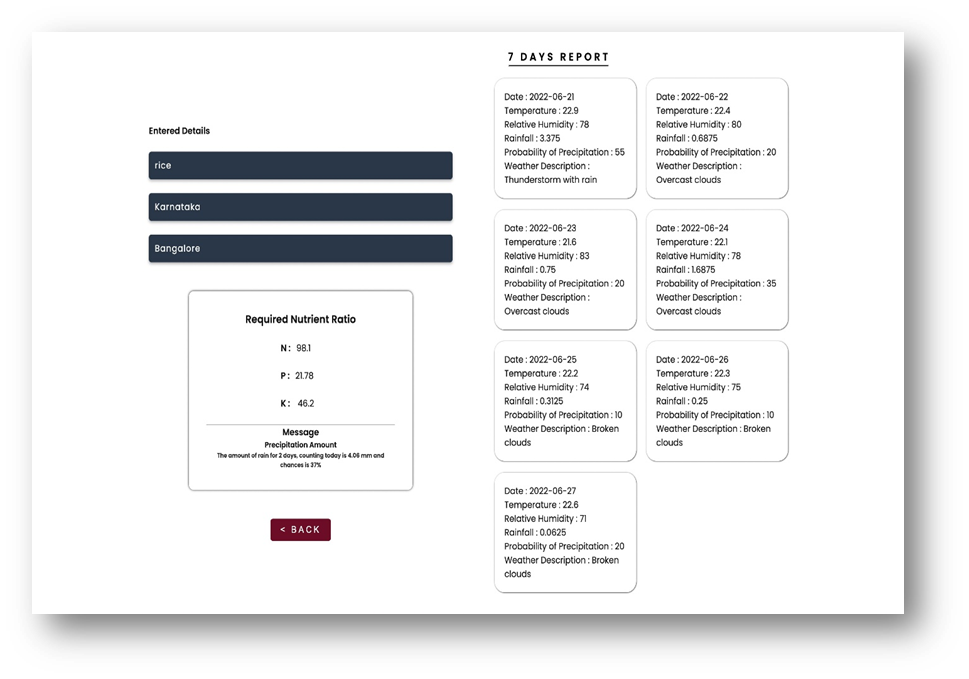 Entered Details
rice
Karnataka
Bangalore
Required Nutrient Ratio
N : 98.1
P : 21.78
K : 46.2
Message
Precipitation Amount
The amount of rain for 2 days, counting today is 4.06 mm and
chances is 37%
< BACK
7 DAYS REPORT
Date : 2022-06-21
Temperature : 22.9
Relative Humidity : 78
Rainfall : 3.375
Probability of Precipitation : 55
Weather Description :
Thunderstorm with rain
Date : 2022-06-22
Temperature : 22.4
Relative Humidity : 80
Rainfall : 0.6875
Probability of Precipitation : 20
Weather Description :
Overcast clouds
Date : 2022-06-23
Temperature : 21.6
Relative Humidity : 83
Rainfall : 0.75
Probability of Precipitation : 20
Weather Description :
Overcast clouds
Date : 2022-06-24
Temperature : 22.1
Relative Humidity : 78
Rainfall : 1.6875
Probability of Precipitation : 35
Weather Description :
Overcast clouds
Date : 2022-06-25
Temperature : 22.2
Relative Humidity : 74
Rainfall : 0.3125
Probability of Precipitation : 10
Weather Description : Broken
clouds
Date : 2022-06-26
Temperature : 22.3
Relative Humidity : 75
Rainfall : 0.25
Probability of Precipitation : 10
Weather Description : Broken
clouds
Date : 2022-06-27
Temperature : 22.6
Relative Humidity : 71
Rainfall : 0.0625
Probability of Precipitation : 20
Weather Description : Broken
clouds